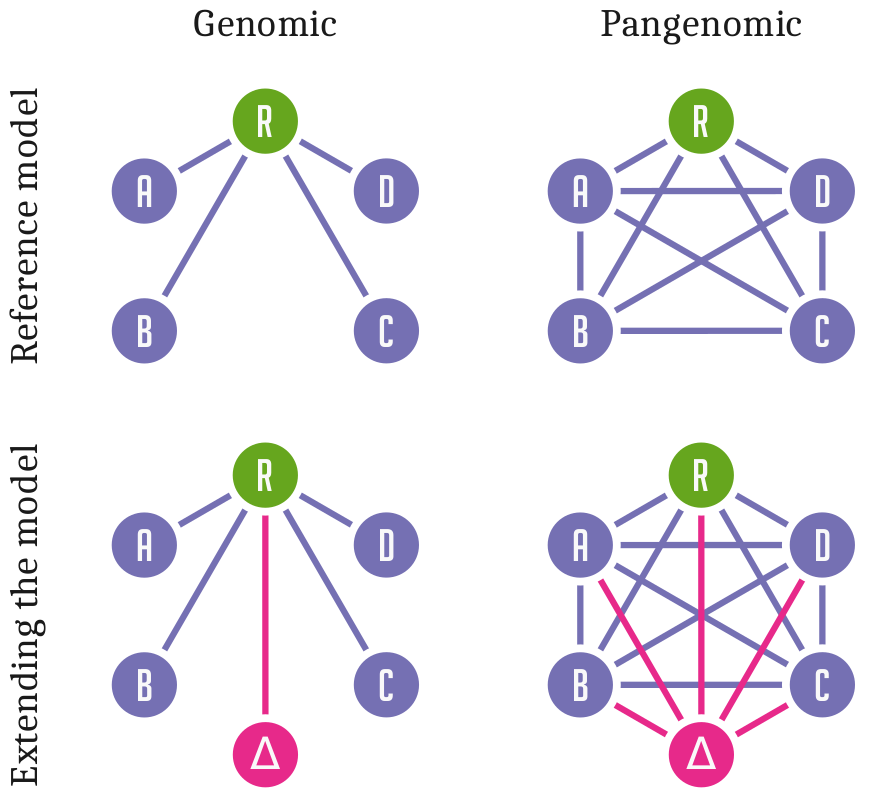 Genomic
Pangenomic
Reference model
R
A
D
B
C
R
A
D
B
C
Extending the model
R
A
D
B
C
Δ
R
A
D
B
C
Δ